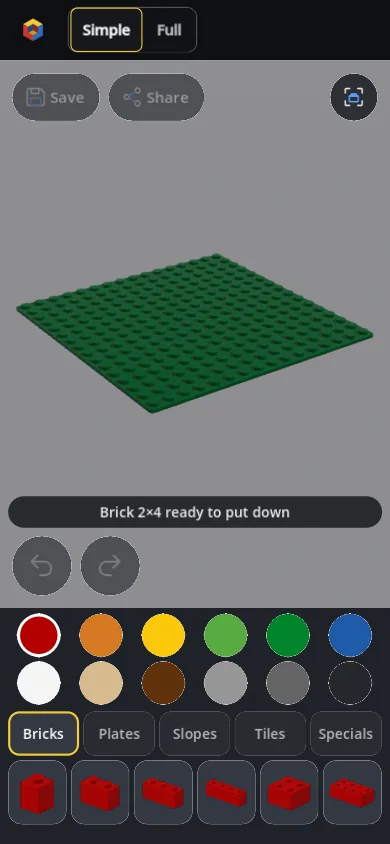 Simple Full
Save Share
Brick 2×4 ready to put down
Bricks Plates Slopes Tiles Specials